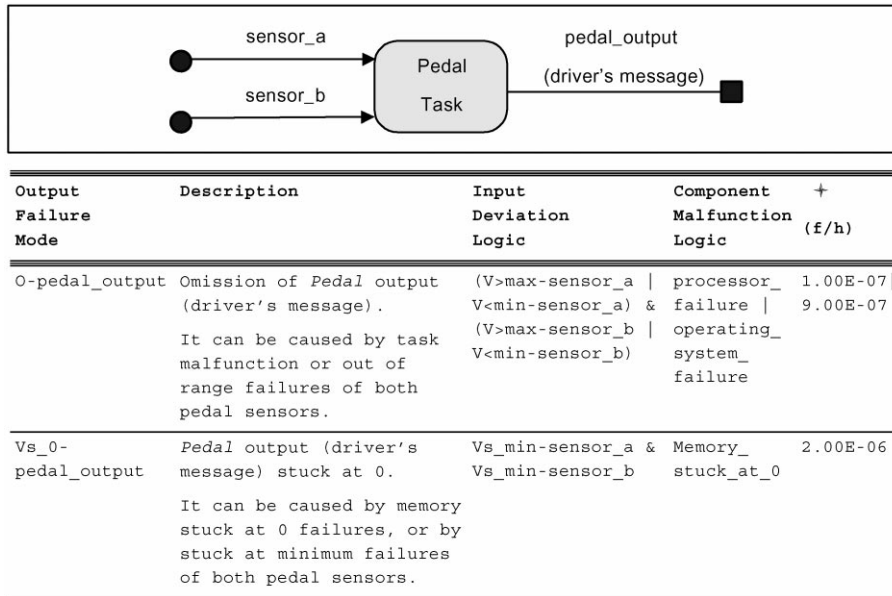 sensor_a
sensor_b
Pedal
Task
pedal_output
(driver's message)
Output
Failure
Mode
Description
Input
Deviation
Logic
Component
Malfunction
Logic
(f/h)
O-pedal_output
Omission of Pedal output
(driver's message).
It can be caused by task
malfunction or out of
range failures of both
pedal sensors.
(V>max-sensor_a |
V<min-sensor_a) &
(V>max-sensor_b |
V<min-sensor_b)
processor_
failure |
operating_
system_
failure
1.00E-07|
9.00E-07
Vs_0-
pedal_output
Pedal output (driver's
message) stuck at 0.
It can be caused by memory
stuck at 0 failures, or by
stuck at minimum failures
of both pedal sensors.
Vs_min-sensor_a &
Vs_min-sensor_b
Memory_
stuck_at_0
2.00E-06